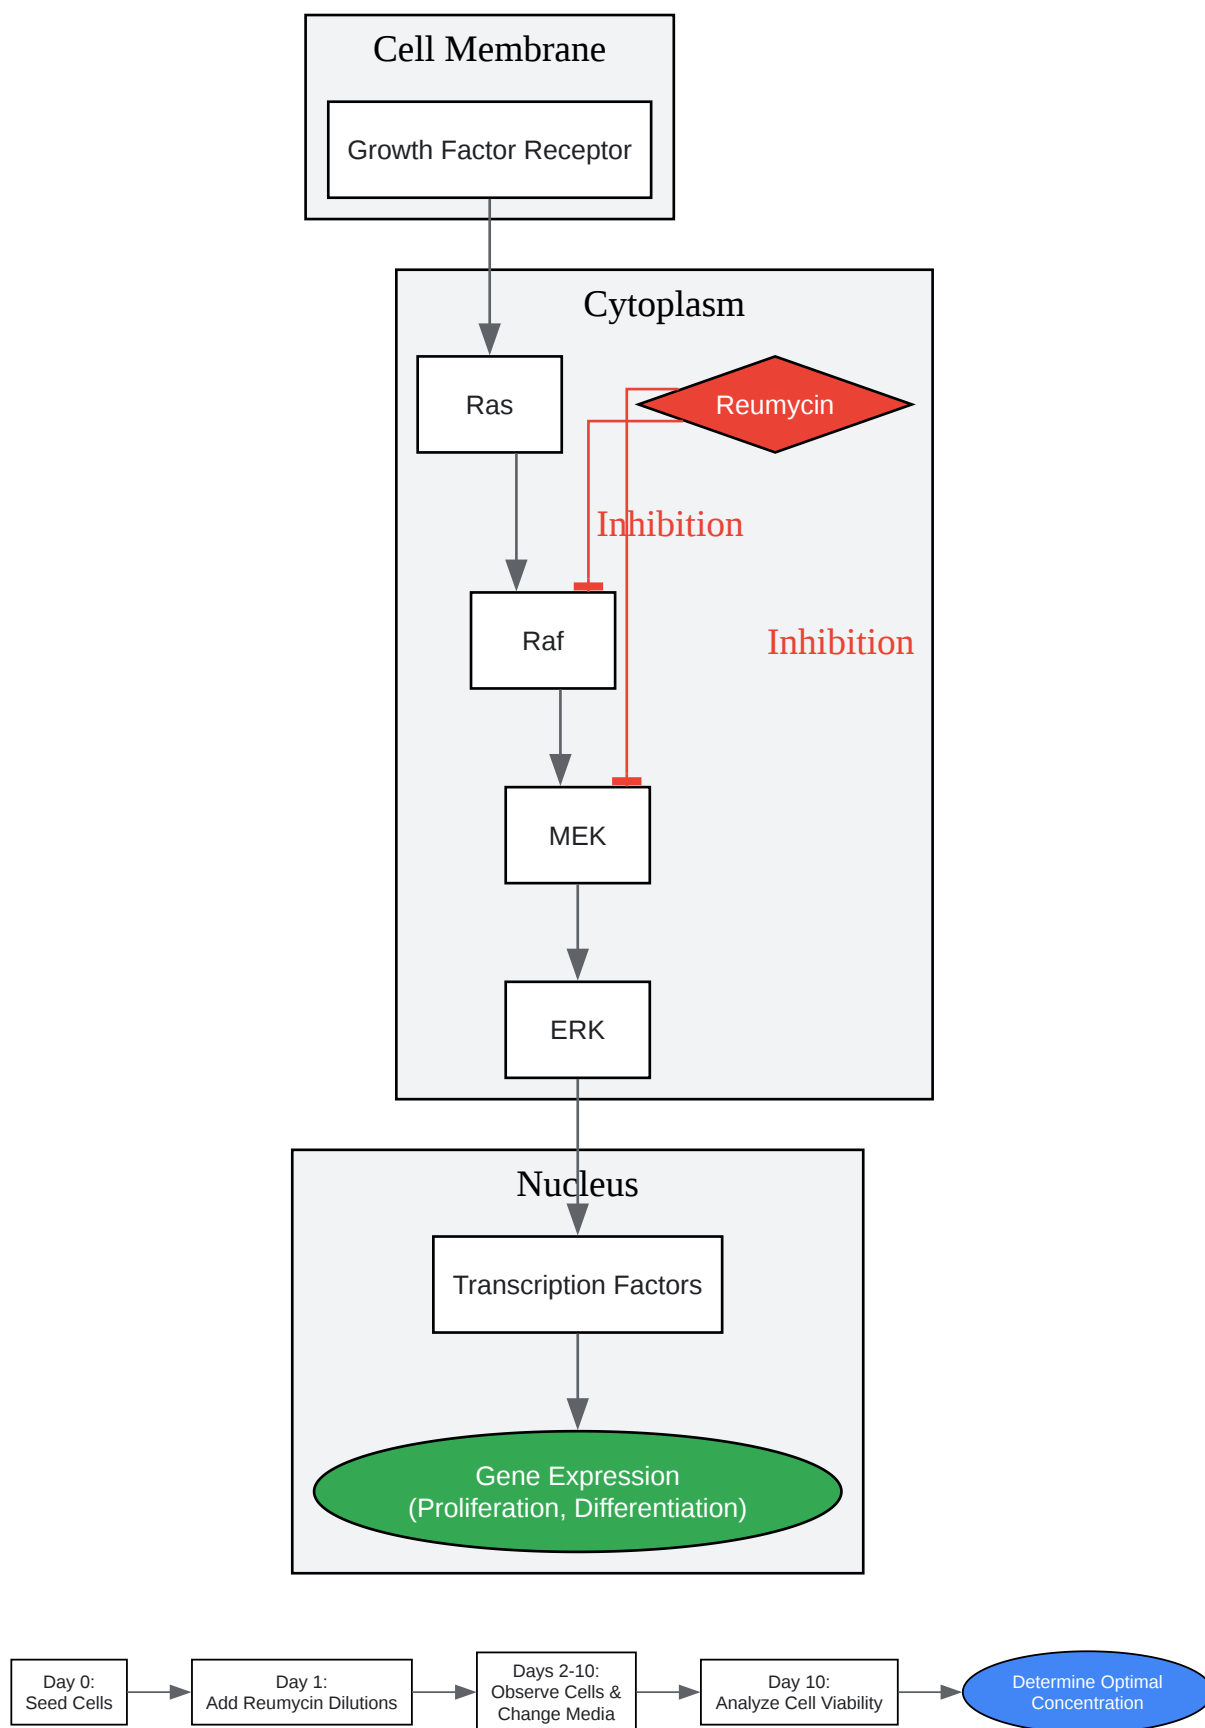 Cell Membrane
Growth Factor Receptor
Cytoplasm
Ras
Reumycin
Inhibition
Raf
Inhibition
MEK
ERK
Nucleus
Transcription Factors
Gene Expression
(Proliferation, Differentiation)
Day 0:
Seed Cells
Day 1:
Add Reumycin Dilutions
Days 2-10:
Observe Cells &
Change Media
Day 10:
Analyze Cell Viability
Determine Optimal
Concentration